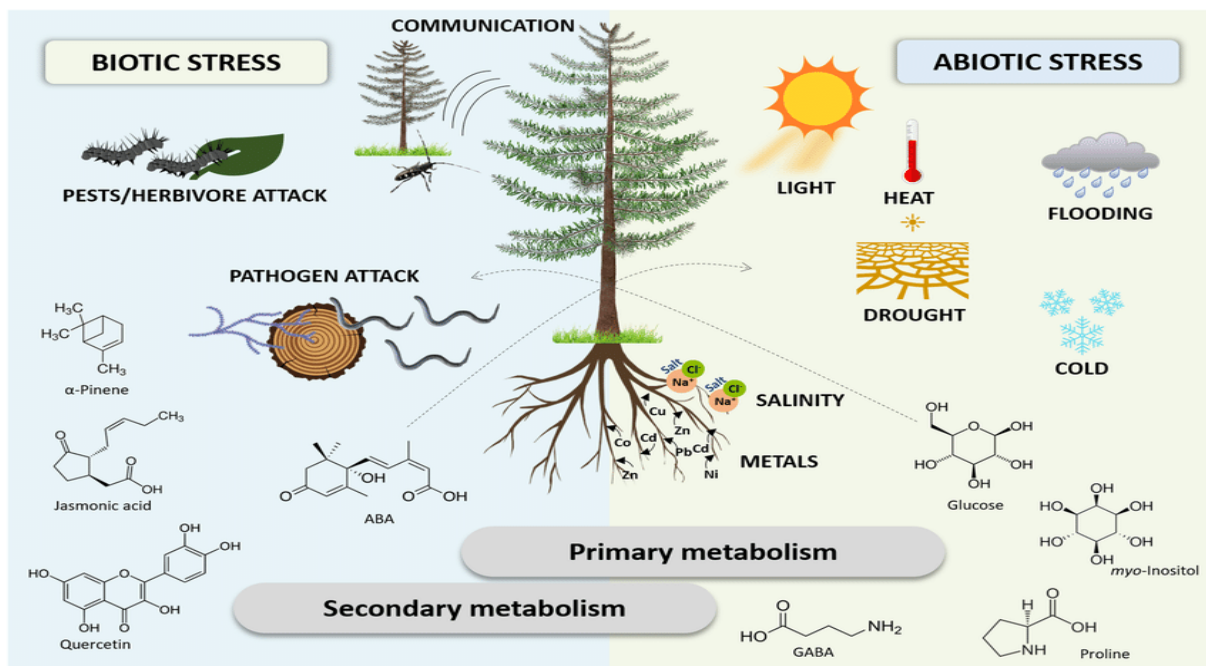 COMMUNICATION
BIOTIC STRESS
ABIOTIC STRESS
PESTS/HERBIVORE ATTACK
LIGHT
HEAT
FLOODING
PATHOGEN ATTACK
DROUGHT
COLD
H₃C
H₃C
CH₃
α-Pinene
Salt
Cl⁻
Na⁺
Salt
Cl⁻
Na⁺
SALINITY
Cu
Zn
Co
Cd
Pb
Cd
Zn
Ni
METALS
CH₃
O
O
OH
Jasmonic acid
O
OH
O
OH
ABA
OH
OH
O
HO
HO
OH
OH
Glucose
OH
HO
OH
HO
OH
OH
myo-Inositol
Primary metabolism
Secondary metabolism
OH
OH
HO
O
OH
OH
O
Quercetin
O
HO
NH₂
GABA
H
O
OH
NH
Proline